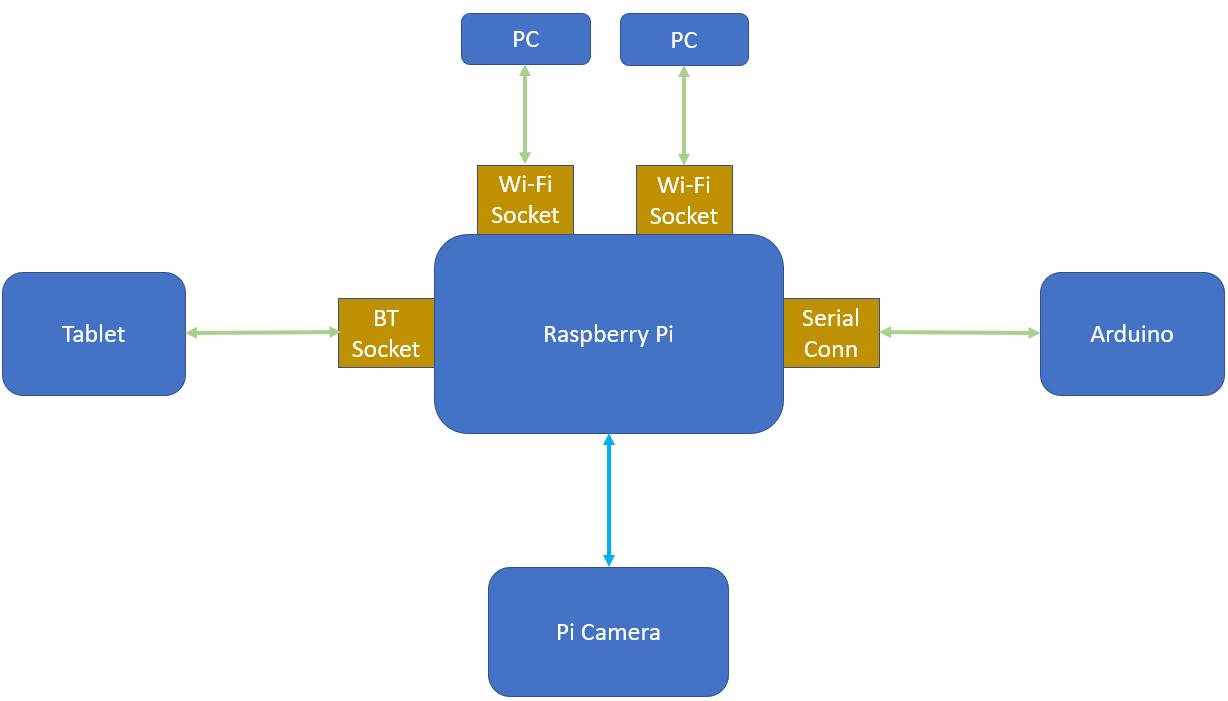 PC
PC
Wi-Fi
Socket
Wi-Fi
Socket
Tablet
BT
Socket
Raspberry Pi
Serial
Conn
Arduino
Pi Camera